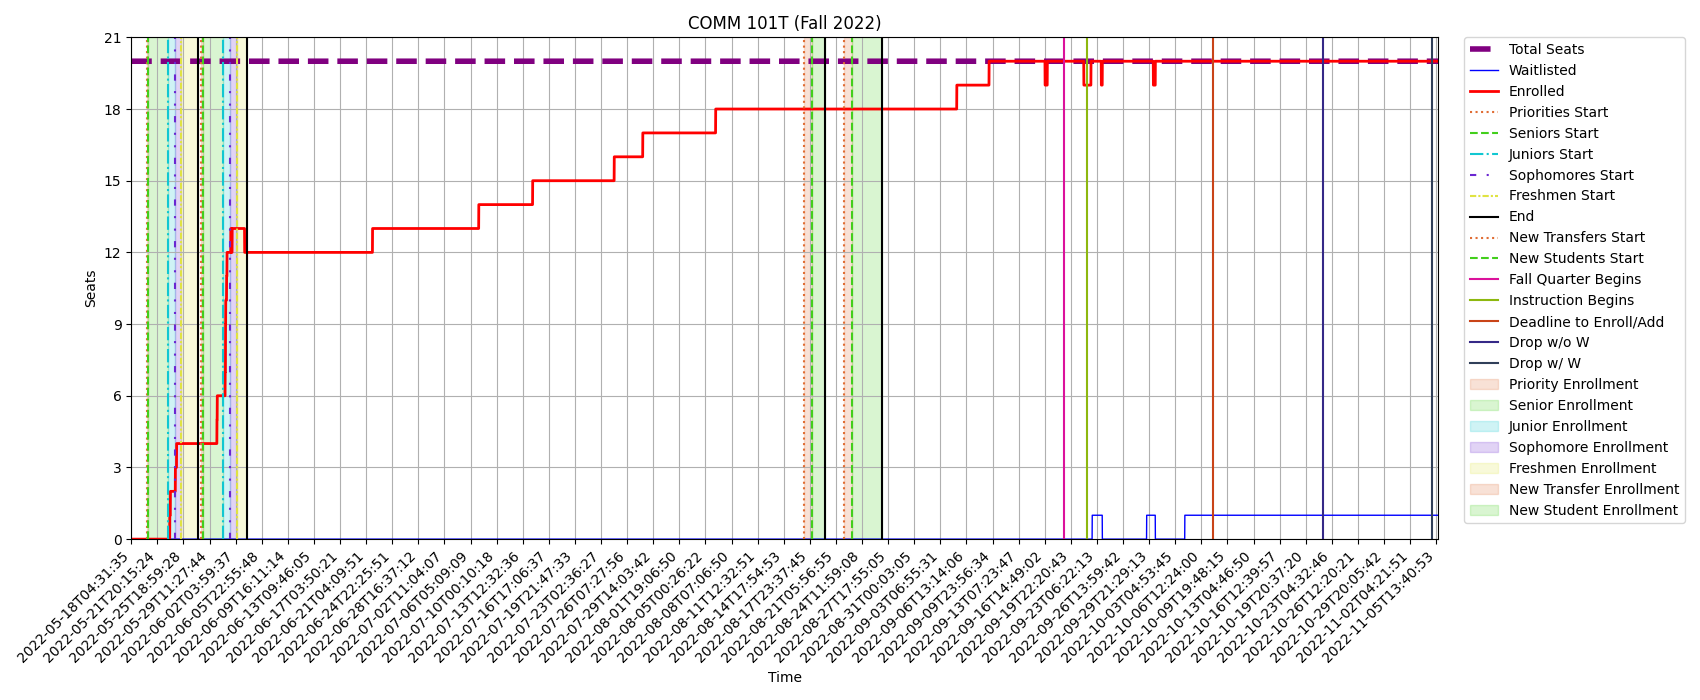 COMM 101T (Fall 2022)
21
18
15
12
9
6
3
0
Seats
2022-05-18T04:31:35
2022-05-21T20:15:24
2022-05-25T18:59:28
2022-05-29T11:27:44
2022-06-02T03:59:37
2022-06-05T22:55:48
2022-06-09T16:11:14
2022-06-13T09:46:05
2022-06-17T03:50:21
2022-06-21T04:09:51
2022-06-24T22:25:51
2022-06-28T16:37:12
2022-07-02T11:04:07
2022-07-06T05:09:09
2022-07-10T00:10:18
2022-07-13T12:32:36
2022-07-16T17:06:37
2022-07-19T21:47:33
2022-07-23T02:36:27
2022-07-26T07:27:56
2022-07-29T14:03:42
2022-08-01T19:06:50
2022-08-05T00:26:22
2022-08-08T07:06:50
2022-08-11T12:32:51
2022-08-14T17:54:53
2022-08-17T23:37:45
2022-08-21T05:56:55
2022-08-24T11:59:08
2022-08-27T17:55:05
2022-08-31T00:03:05
2022-09-03T06:55:31
2022-09-06T13:14:06
2022-09-09T23:56:34
2022-09-13T07:23:47
2022-09-16T14:49:02
2022-09-19T22:20:43
2022-09-23T06:22:13
2022-09-26T13:59:42
2022-09-29T21:29:13
2022-10-03T04:53:45
2022-10-06T12:24:00
2022-10-09T19:48:15
2022-10-13T04:46:50
2022-10-16T12:39:57
2022-10-19T20:37:20
2022-10-23T04:32:46
2022-10-26T12:20:21
2022-10-29T20:05:42
2022-11-02T04:21:51
2022-11-05T13:40:53
Time
Total Seats
Waitlisted
Enrolled
Priorities Start
Seniors Start
Juniors Start
Sophomores Start
Freshmen Start
End
New Transfers Start
New Students Start
Fall Quarter Begins
Instruction Begins
Deadline to Enroll/Add
Drop w/o W
Drop w/ W
Priority Enrollment
Senior Enrollment
Junior Enrollment
Sophomore Enrollment
Freshmen Enrollment
New Transfer Enrollment
New Student Enrollment